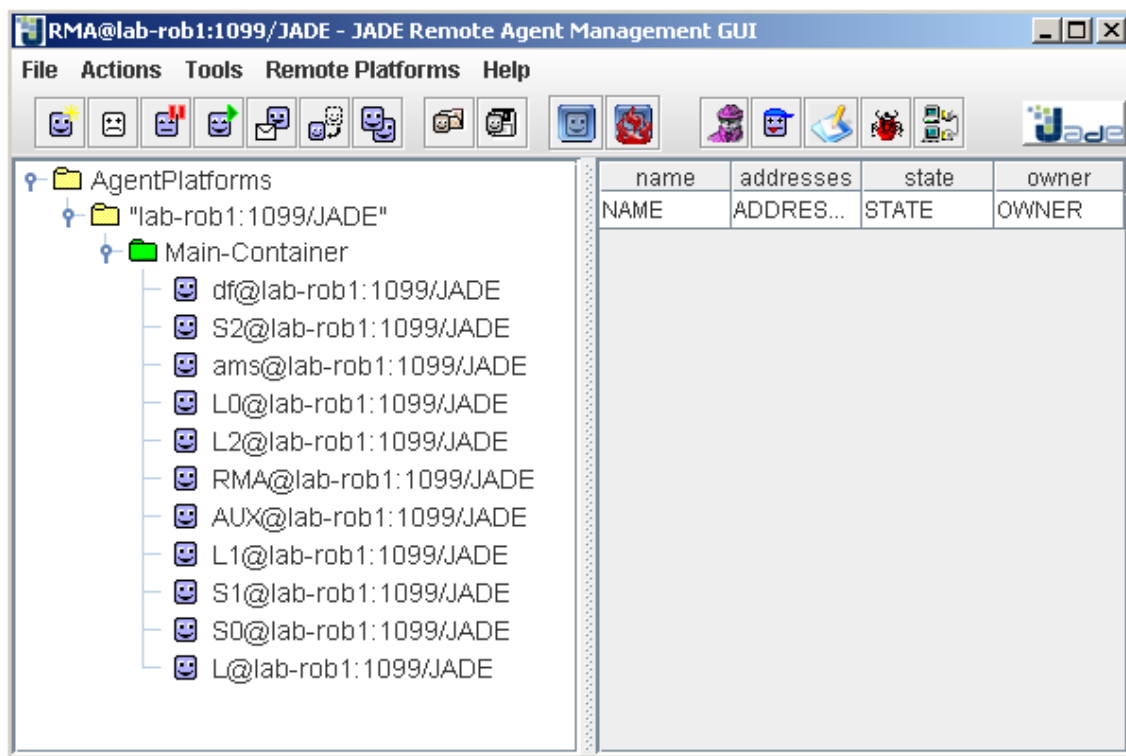 RMA@lab-rob1:1099/JADE - JADE Remote Agent Management GUI
File Actions Tools Remote Platforms Help
Jade
AgentPlatforms
"lab-rob1:1099/JADE"
Main-Container
df@lab-rob1:1099/JADE
S2@lab-rob1:1099/JADE
ams@lab-rob1:1099/JADE
L0@lab-rob1:1099/JADE
L2@lab-rob1:1099/JADE
RMA@lab-rob1:1099/JADE
AUX@lab-rob1:1099/JADE
L1@lab-rob1:1099/JADE
S1@lab-rob1:1099/JADE
S0@lab-rob1:1099/JADE
L@lab-rob1:1099/JADE
name addresses state owner
NAME ADDRES... STATE OWNER